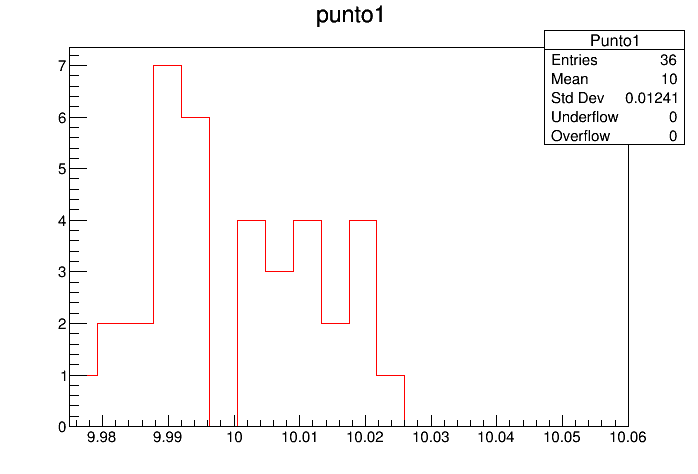 punto1
Punto1
Entries 36
Mean 10
Std Dev 0.01241
Underflow 0
Overflow 0
7
6
5
4
3
2
1
0
9.98 9.99 10 10.01 10.02 10.03 10.04 10.05 10.06